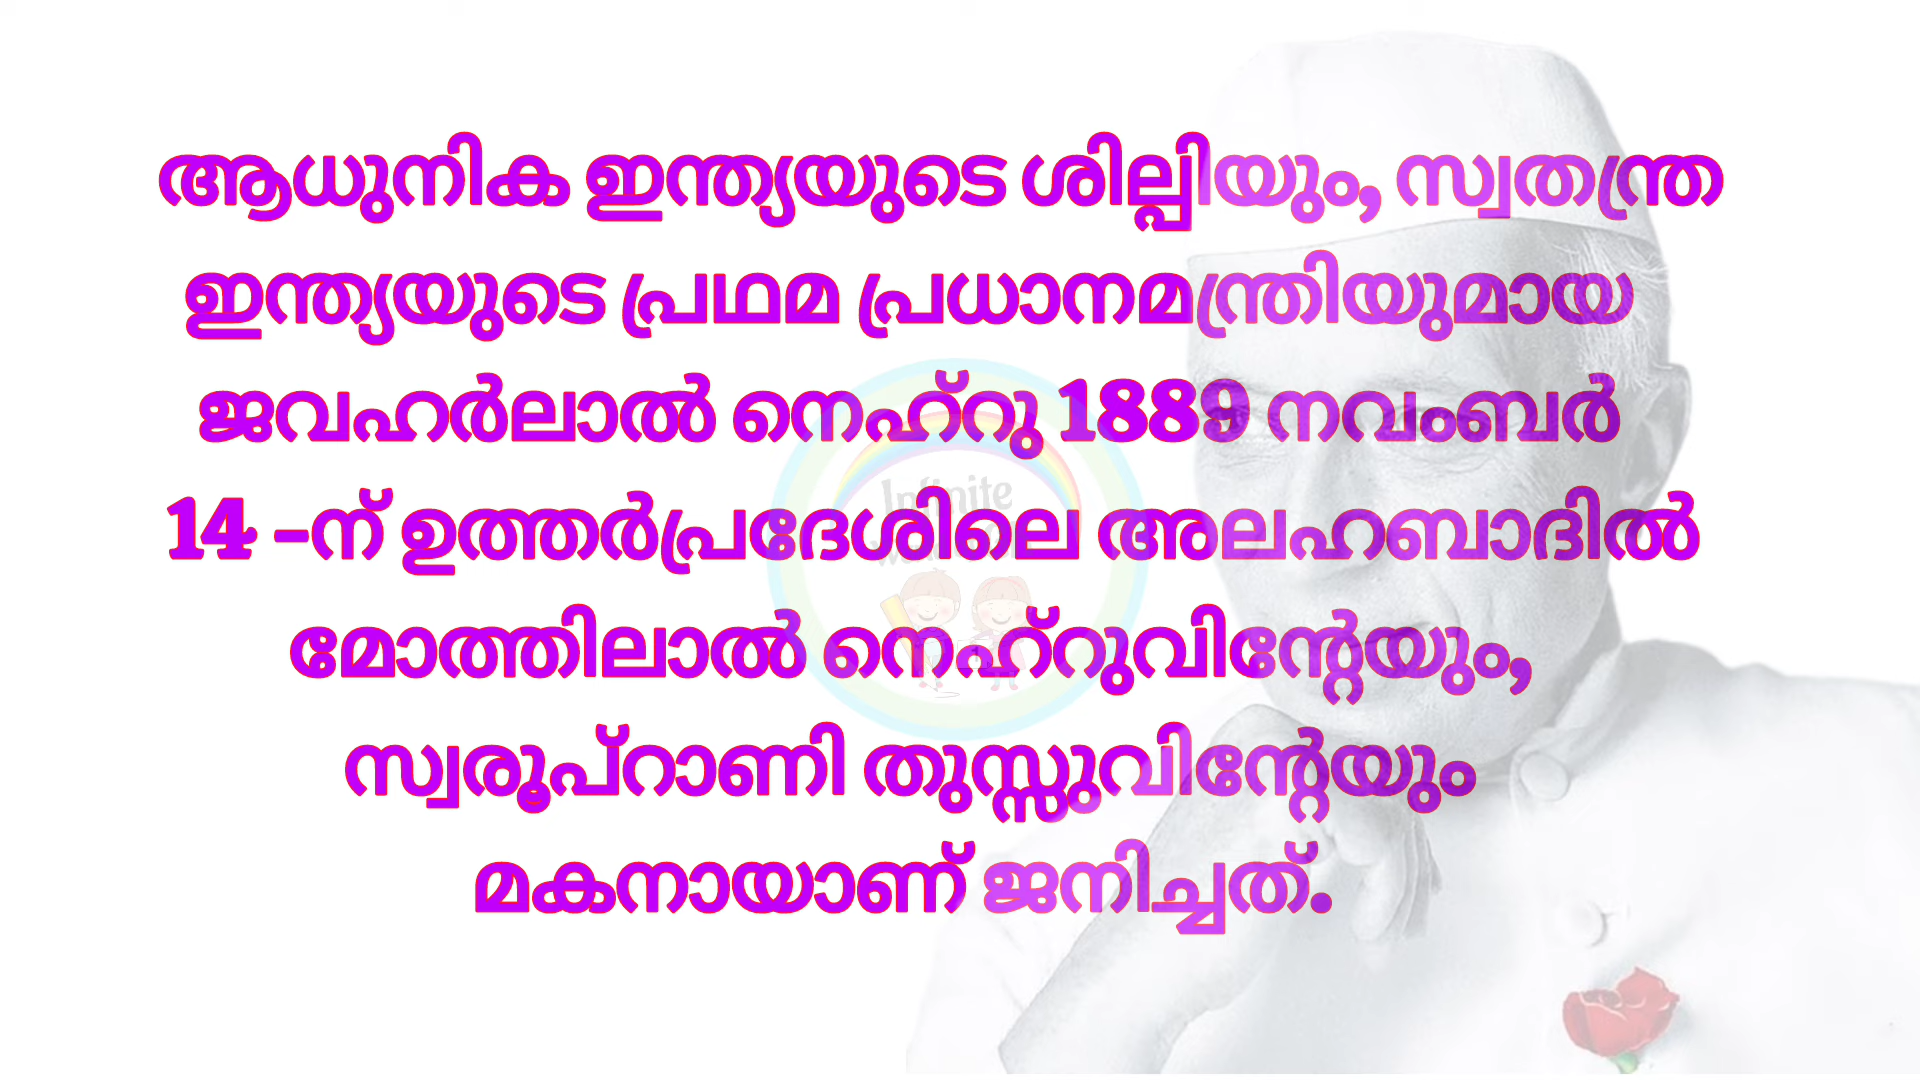 ആധുനിക ഇന്ത്യയുടെ ശില്പിയും, സ്വതന്ത്ര
ഇന്ത്യയുടെ പ്രഥമ പ്രധാനമന്ത്രിയുമായ
ജവഹർലാൽ നെഹ്റു 1889 നവംബർ
14 -ന് ഉത്തർപ്രദേശിലെ അലഹബാദിൽ
മോത്തിലാൽ നെഹ്റുവിന്റേയും,
സ്വരൂപ്റാണി തുസ്സുവിന്റേയും
മകനായാണ് ജനിച്ചത്.
Infinite